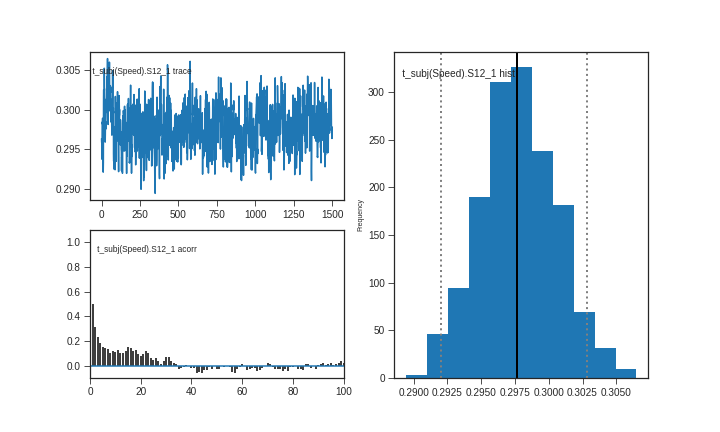 t_subj(Speed).S12_1 trace
0.305
0.300
0.295
0.290
0 250 500 750 1000 1250 1500
t_subj(Speed).S12_1 acorr
1.0
0.8
0.6
0.4
0.2
0.0
0 20 40 60 80 100
t_subj(Speed).S12_1 hist
Frequency
300
250
200
150
100
50
0
0.2900 0.2925 0.2950 0.2975 0.3000 0.3025 0.3050